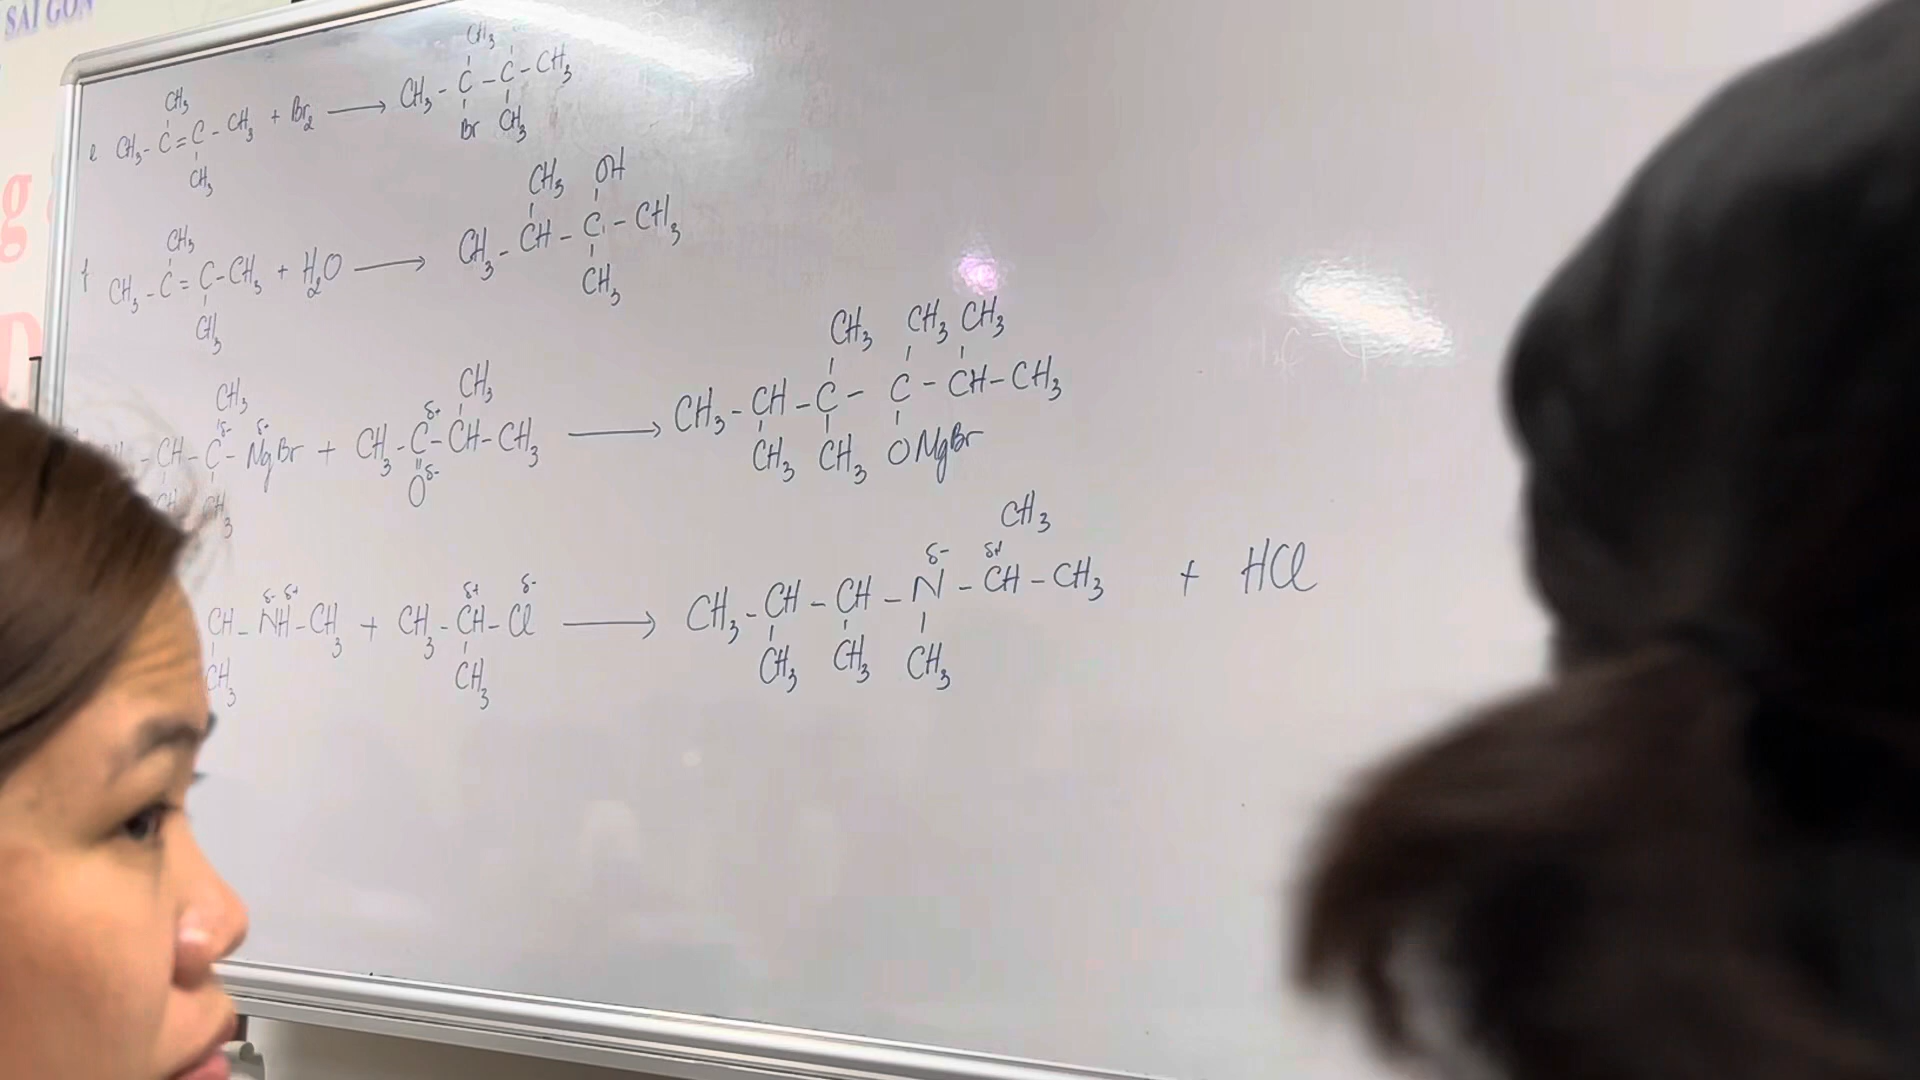 SAI GON
CH3 CH3
e CH3 - C = C - CH3 + Br2 → CH3 - C - C - CH3
CH3 Br CH3
CH3 CH3 OH
f CH3 - C = C - CH3 + H2O → CH3 - CH - C - CH3
CH3 CH3
CH3 CH3 CH3 CH3 CH3
δ- δ+ δ+
- CH - C - MgBr + CH3 - C - CH - CH3 → CH3 - CH - C - C - CH - CH3
δ-
CH3 O CH3 CH3 OMgBr
CH3
δ- δ+ δ+ δ- δ- δ+
CH - NH - CH3 + CH3 - CH - Cl → CH3 - CH - CH - N - CH - CH3 + HCl
CH3 CH3 CH3 CH3 CH3
g
D